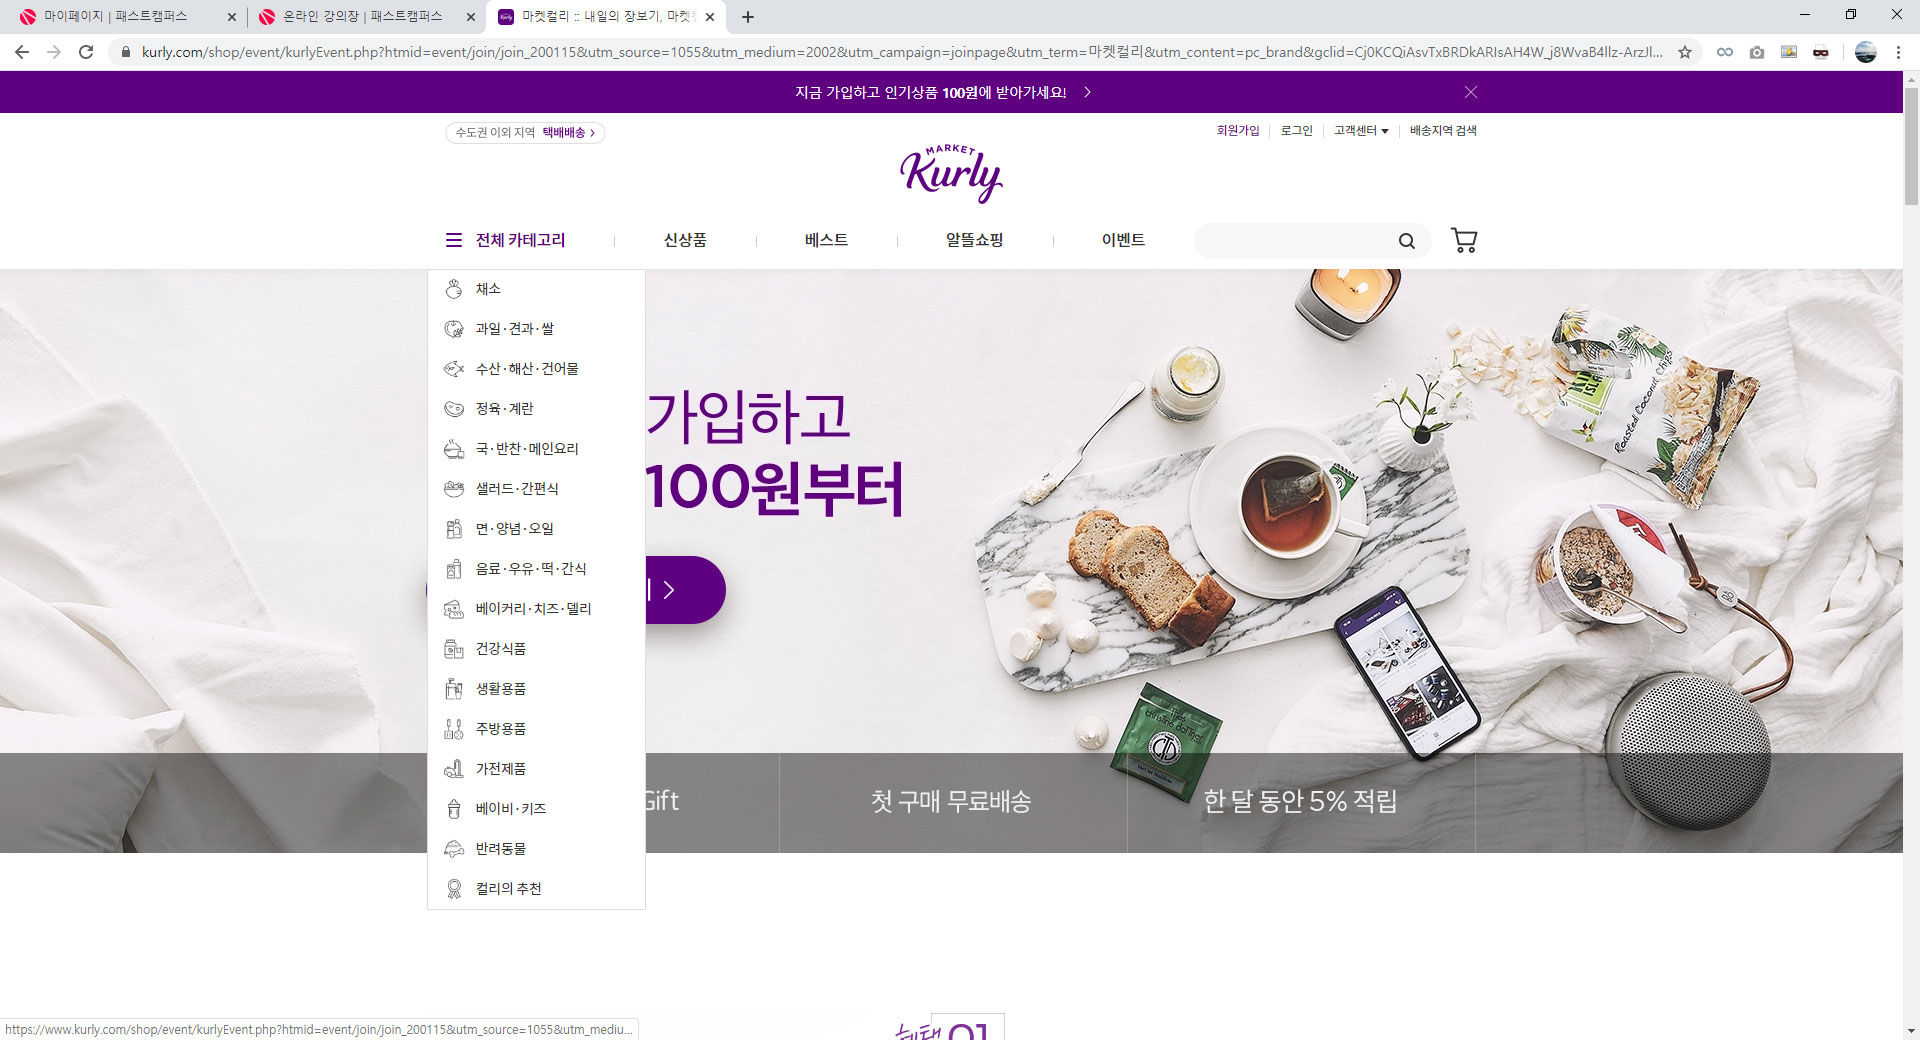 마이페이지 | 패스트캠퍼스
온라인 강의장 | 패스트캠퍼스
마켓컬리 :: 내일의 장보기, 마켓
kurly.com/shop/event/kurlyEvent.php?htmid=event/join/join_200115&utm_source=1055&utm_medium=2002&utm_campaign=joinpage&utm_term=마켓컬리&utm_content=pc_brand&gclid=Cj0KCQiAsvTxBRDkARIsAH4W_j8WvaB4llz-ArzJl...
지금 가입하고 인기상품 100원에 받아가세요!
수도권 이외 지역 택배배송
회원가입 로그인 고객센터 배송지역 검색
MARKET
Kurly
전체 카테고리 신상품 베스트 알뜰쇼핑 이벤트
채소
과일·견과·쌀
수산·해산·건어물
정육·계란
국·반찬·메인요리
샐러드·간편식
면·양념·오일
음료·우유·떡·간식
베이커리·치즈·델리
건강식품
생활용품
주방용품
가전제품
베이비·키즈
반려동물
컬리의 추천
가입하고
100원부터
Roasted Coconut Chips
Gift
첫 구매 무료배송
한 달 동안 5% 적립
혜택 01
https://www.kurly.com/shop/event/kurlyEvent.php?htmid=event/join/join_200115&utm_source=1055&utm_mediu...